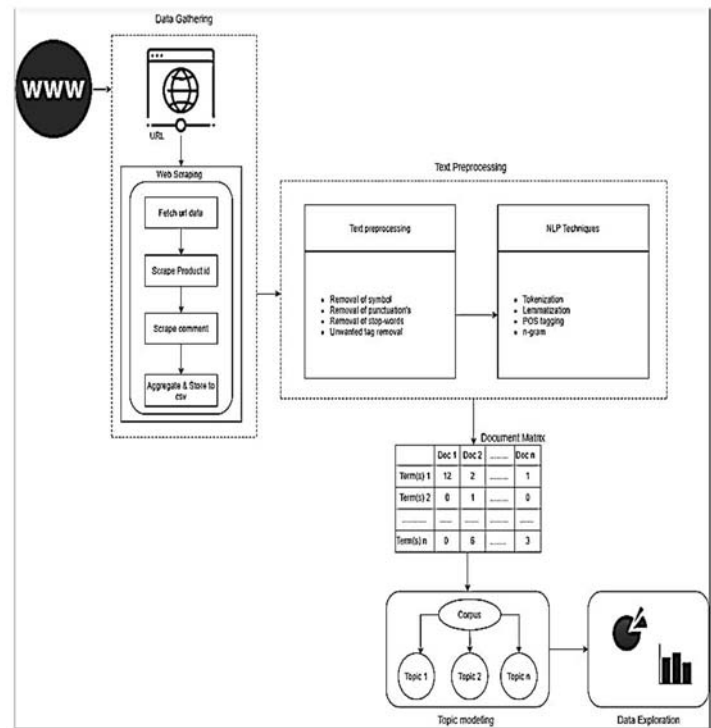 Data Gathering
WWW
URL
Web Scraping
Fetch url data
Scrape Product id
Scrape comment
Aggregate & Store to
csv
Text Preprocessing
Text preprocessing
Removal of symbol
Removal of punctuation's
Removal of stop-words
Unwanted tag removal
NLP Techniques
Tokenization
Lemmatization
POS tagging
n-gram
Document Matrix
Doc 1 Doc 2 ........ Doc n
Term(s) 1 12 2 ........ 1
Term(s) 2 0 1 ........ 0
........ ..... ..... ........ .....
Term(s) n 0 6 ........ 3
Corpus
Topic 1 Topic 2 Topic n
Topic modeling
Data Exploration